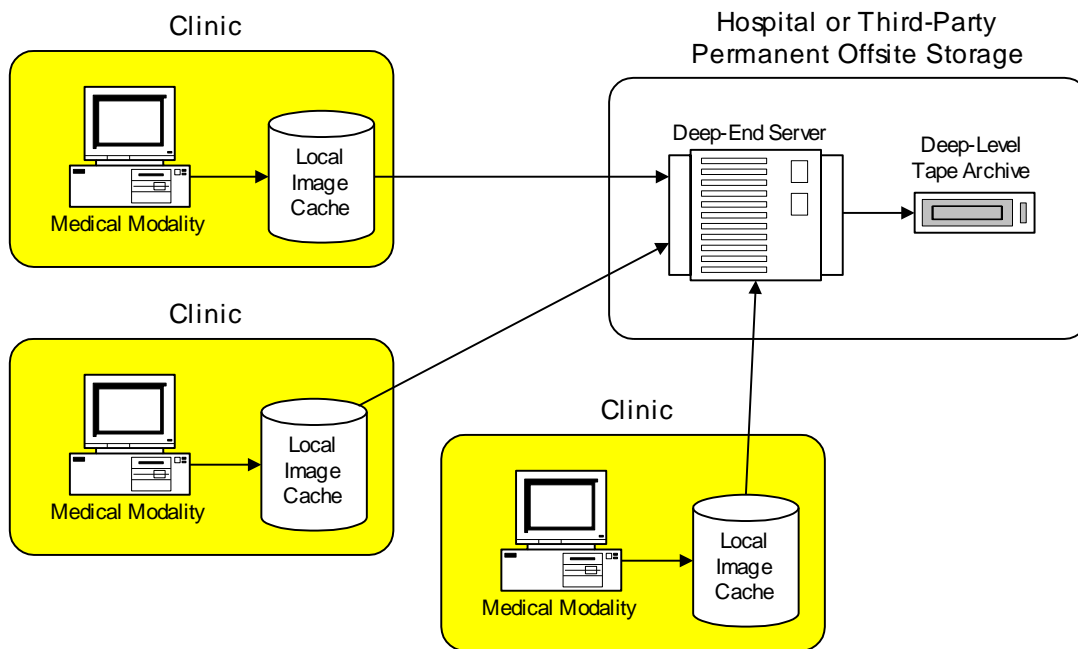 Clinic
Local
Image
Cache
Medical Modality
Hospital or Third-Party
Permanent Offsite Storage
Deep-End Server
Deep-Level
Tape Archive
Clinic
Local
Image
Cache
Medical Modality
Clinic
Local
Image
Cache
Medical Modality